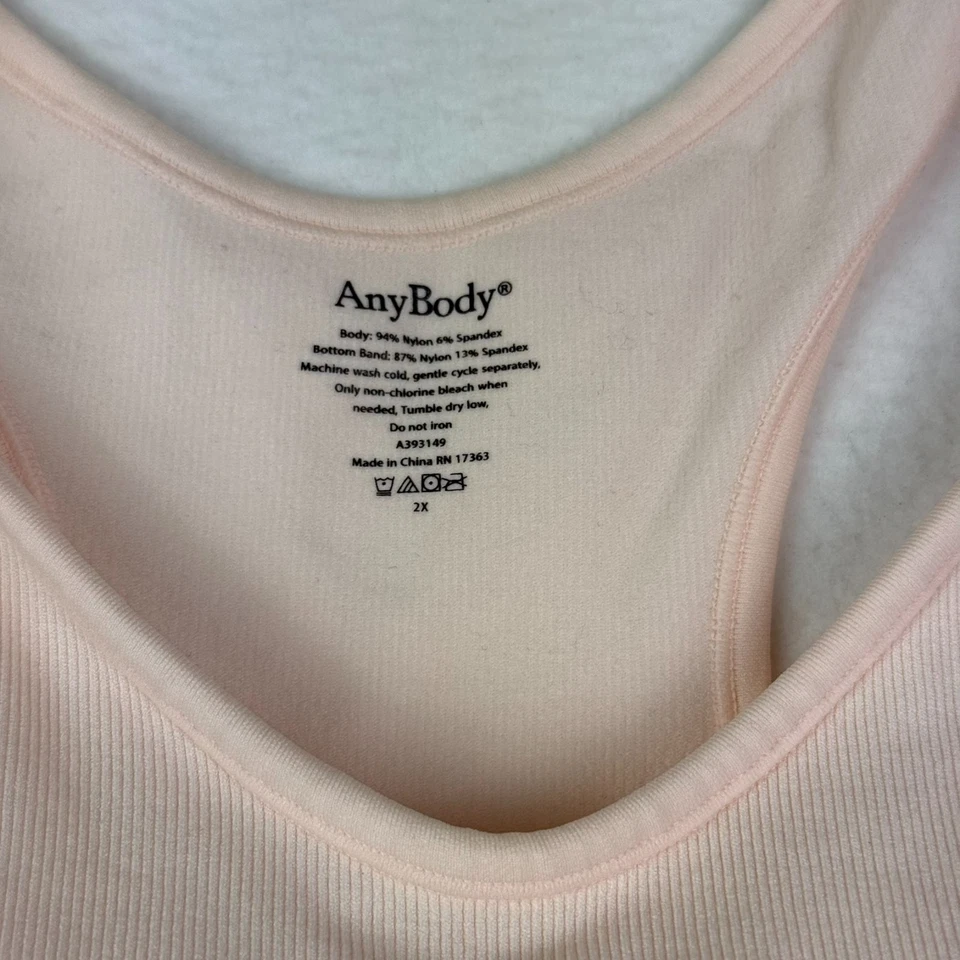 AnyBody®
Body: 94% Nylon 6% Spandex
Bottom Band: 87% Nylon 13% Spandex
Machine wash cold, gentle cycle separately,
Only non-chlorine bleach when
needed, Tumble dry low,
Do not iron
A393149
Made in China RN 17363
2X